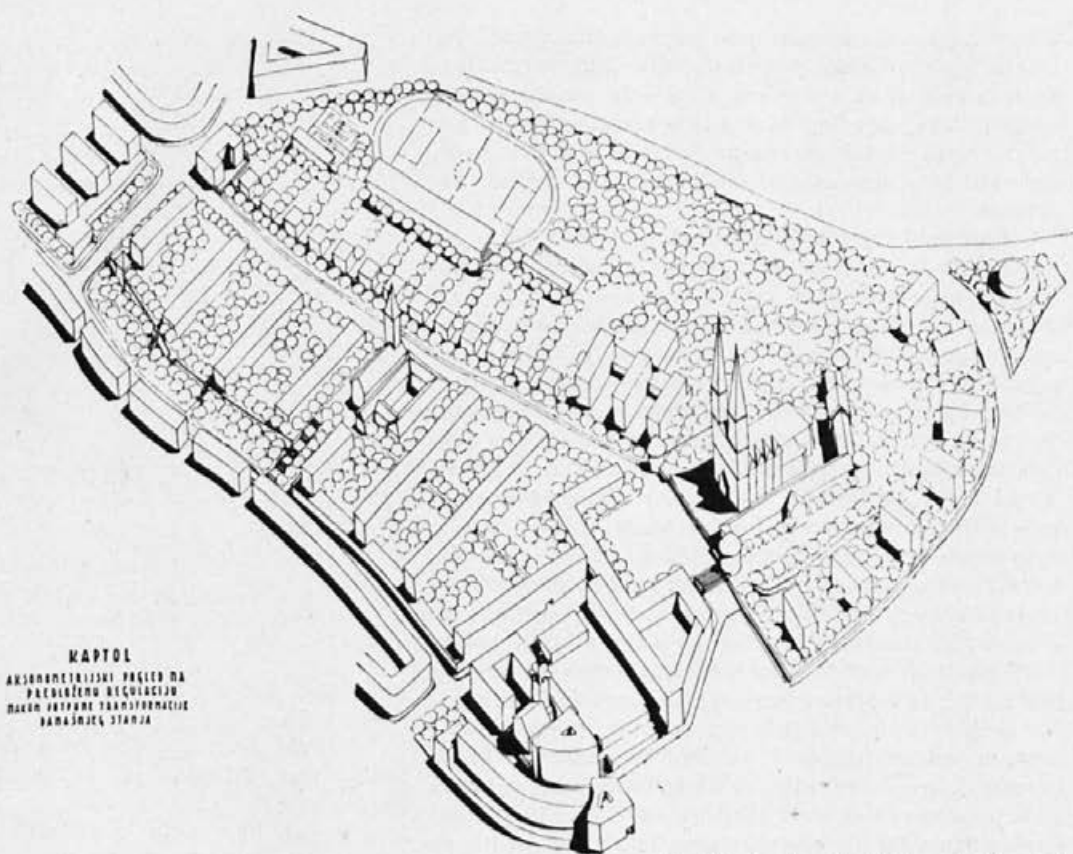 KAPTOL
AKSONOMETRIJSKI POGLED NA
PREDLOŽENU REGULACIJU
NAKON POTPUNE TRANSFORMACIJE
DANAŠNJEG STANJA